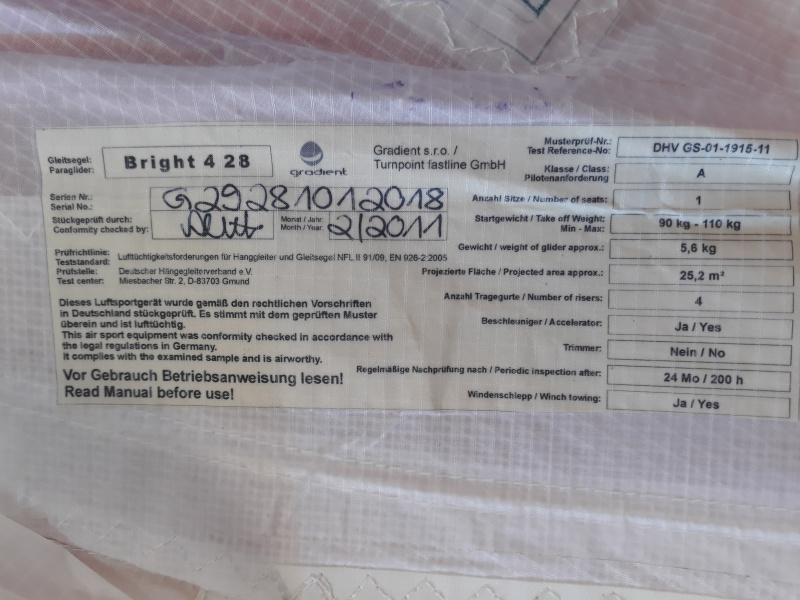 Gleitsegel:
Paraglider:
Bright 4 28
gradient
Gradient s.r.o. /
Turnpoint fastline GmbH
Serien Nr.:
Serial No.:
G29281012018
Stückgeprüft durch:
Conformity checked by:
Monat / Jahr:
Month / Year:
2/2011
Prüfrichtlinie:
Teststandard:
Lufttüchtigkeitsforderungen für Hanggleiter und Gleitsegel NFL II 91/09, EN 926-2:2005
Prüfstelle:
Test center:
Deutscher Hängegleiterverband e.V.
Miesbacher Str. 2, D-83703 Gmund
Dieses Luftsportgerät wurde gemäß den rechtlichen Vorschriften
in Deutschland stückgeprüft. Es stimmt mit dem geprüften Muster
überein und ist lufttüchtig.
This air sport equipment was conformity checked in accordance with
the legal regulations in Germany.
It complies with the examined sample and is airworthy.
Vor Gebrauch Betriebsanweisung lesen!
Read Manual before use!
Musterprüf-Nr.:
Test Reference-No:
DHV GS-01-1915-11
Klasse / Class:
Pilotenanforderung
A
Anzahl Sitze / Number of seats:
1
Startgewicht / Take off Weight:
Min - Max:
90 kg - 110 kg
Gewicht / weight of glider approx.:
5,6 kg
Projezierte Fläche / Projected area approx.:
25,2 m²
Anzahl Tragegurte / Number of risers:
4
Beschleuniger / Accelerator:
Ja / Yes
Trimmer:
Nein / No
Regelmäßige Nachprüfung nach / Periodic inspection after:
24 Mo / 200 h
Windenschlepp / Winch towing:
Ja / Yes